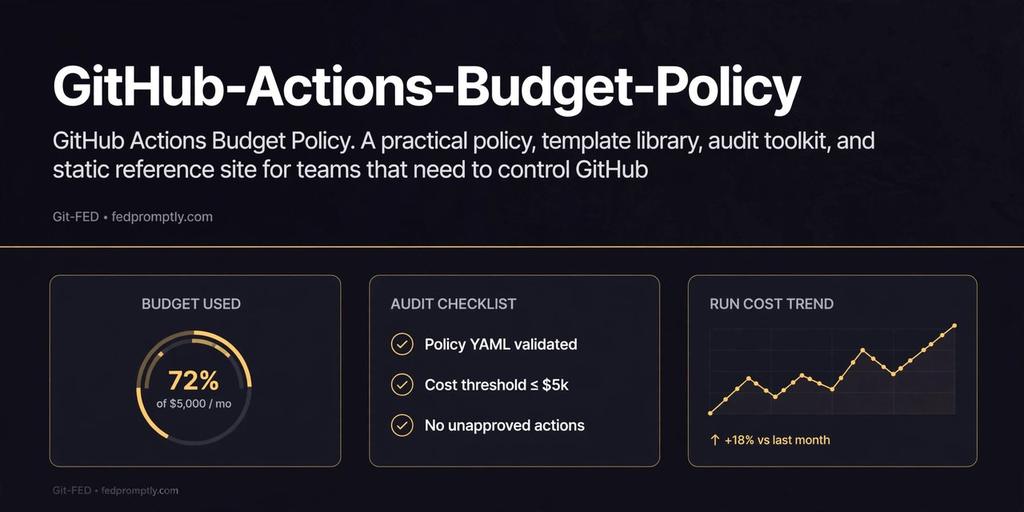 GitHub-Actions-Budget-Policy
GitHub Actions Budget Policy. A practical policy, template library, audit toolkit, and
static reference site for teams that need to control GitHub
Git-FED • fedpromptly.com
BUDGET USED
72%
of $5,000 / mo
AUDIT CHECKLIST
Policy YAML validated
Cost threshold ≤ $5k
No unapproved actions
RUN COST TREND
↑ +18% vs last month
Git-FED • fedpromptly.com